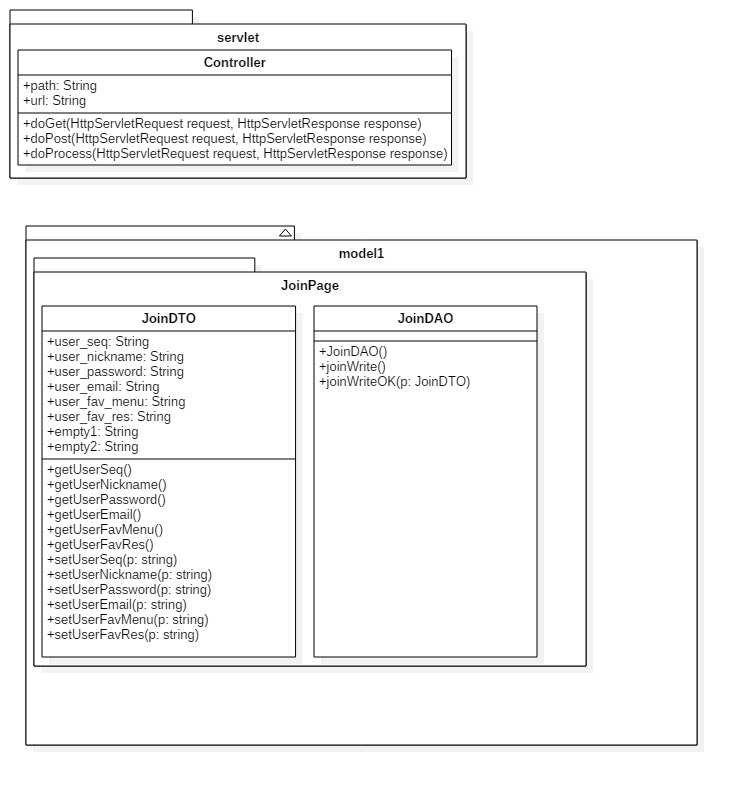 servlet
Controller
+path: String
+url: String
+doGet(HttpServletRequest request, HttpServletResponse response)
+doPost(HttpServletRequest request, HttpServletResponse response)
+doProcess(HttpServletRequest request, HttpServletResponse response)
model1
JoinPage
JoinDTO
+user_seq: String
+user_nickname: String
+user_password: String
+user_email: String
+user_fav_menu: String
+user_fav_res: String
+empty1: String
+empty2: String
+getUserSeq()
+getUserNickname()
+getUserPassword()
+getUserEmail()
+getUserFavMenu()
+getUserFavRes()
+setUserSeq(p: string)
+setUserNickname(p: string)
+setUserPassword(p: string)
+setUserEmail(p: string)
+setUserFavMenu(p: string)
+setUserFavRes(p: string)
JoinDAO
+JoinDAO()
+joinWrite()
+joinWriteOK(p: JoinDTO)